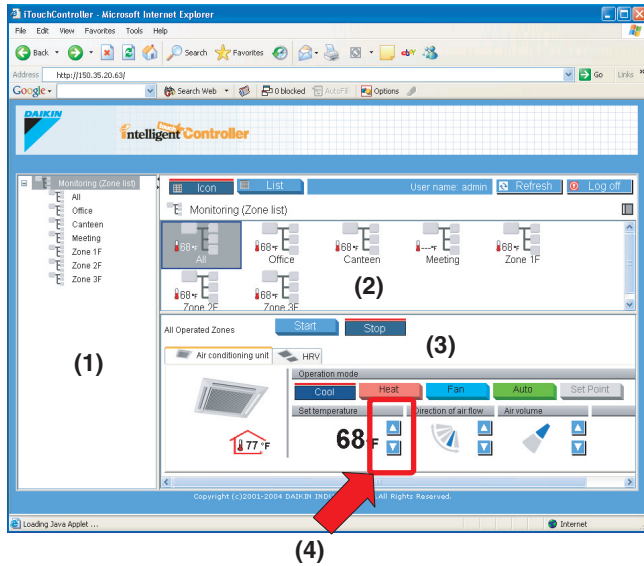 iTouchController - Microsoft Internet Explorer
File Edit View Favorites Tools Help
Back Search Favorites ebY
Address http://150.35.20.63/ Go Links »
Google Search Web 0 blocked AutoFill Options
DAIKIN
intelligent Touch Controller
Monitoring (Zone list)
All
Office
Canteen
Meeting
Zone 1F
Zone 2F
Zone 3F
(1)
Icon List User name: admin Refresh Log off
Monitoring (Zone list)
68°F 68°F 68°F ---°F 68°F
All Office Canteen Meeting Zone 1F
68°F 68°F
Zone 2F Zone 3F
(2)
All Operated Zones Start Stop
(3)
Air conditioning unit HRV
Operation mode
Cool Heat Fan Auto Set Point
Set temperature Direction of air flow Air volume
68°F
77 °F
Copyright (c)2001-2004 DAIKIN INDU All Rights Reserved.
Loading Java Applet ... Internet
(4)